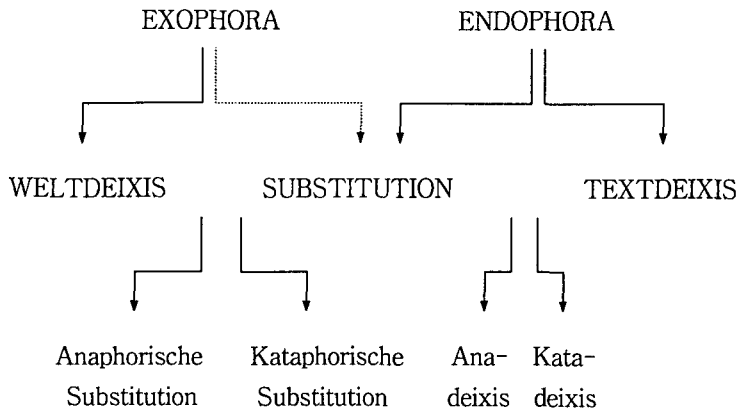 EXOPHORA ENDOPHORA
WELTDEIXIS SUBSTITUTION TEXTDEIXIS
Anaphorische Kataphorische Ana- Kata-
Substitution Substitution deixis deixis